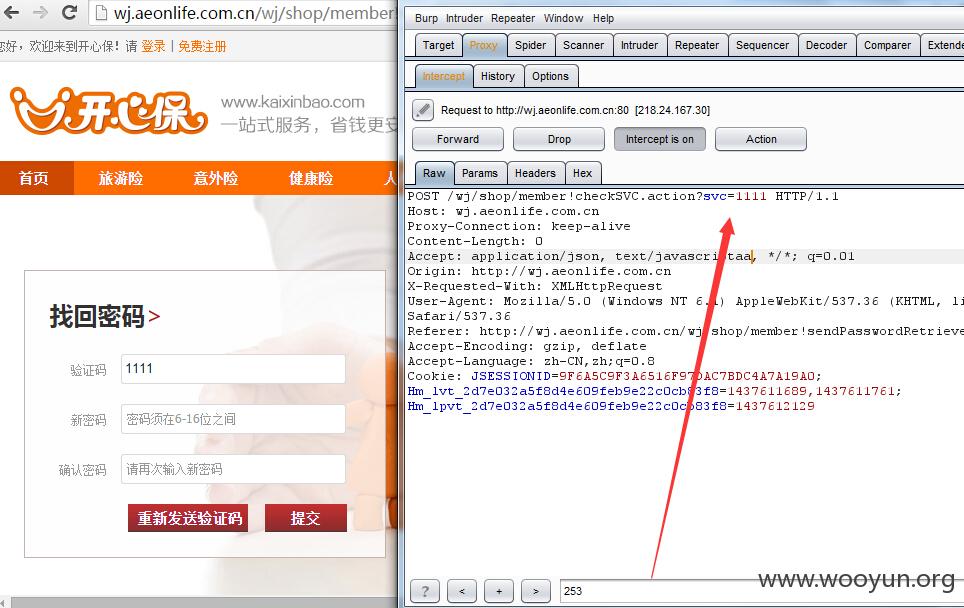 wj.aeonlife.com.cn/wj/shop/member!
您好，欢迎来到开心保！请 登录 | 免费注册
开心保
www.kaixinbao.com
一站式服务，省钱更安
首页 旅游险 意外险 健康险 人
找回密码>
验证码 1111
新密码 密码须在6-16位之间
确认密码 请再次输入新密码
重新发送验证码 提交
Burp Intruder Repeater Window Help
Target Proxy Spider Scanner Intruder Repeater Sequencer Decoder Comparer Extende
Intercept History Options
Request to http://wj.aeonlife.com.cn:80 [218.24.167.30]
Forward Drop Intercept is on Action
Raw Params Headers Hex
POST /wj/shop/member!checkSVC.action?svc=1111 HTTP/1.1
Host: wj.aeonlife.com.cn
Proxy-Connection: keep-alive
Content-Length: 0
Accept: application/json, text/javascriptaa, */*; q=0.01
Origin: http://wj.aeonlife.com.cn
X-Requested-With: XMLHttpRequest
User-Agent: Mozilla/5.0 (Windows NT 6.1) AppleWebKit/537.36 (KHTML, li
Safari/537.36
Referer: http://wj.aeonlife.com.cn/wj/shop/member!sendPasswordRetrieve
Accept-Encoding: gzip, deflate
Accept-Language: zh-CN,zh;q=0.8
Cookie: JSESSIONID=9F6A5C9F3A6516F97DAC7BDC4A7A19A0;
Hm_lvt_2d7e032a5f8d4e609feb9e22c0cb83f8=1437611689,1437611761;
Hm_lpvt_2d7e032a5f8d4e609feb9e22c0cb83f8=1437612129
? < + > 253
www.wooyun.org